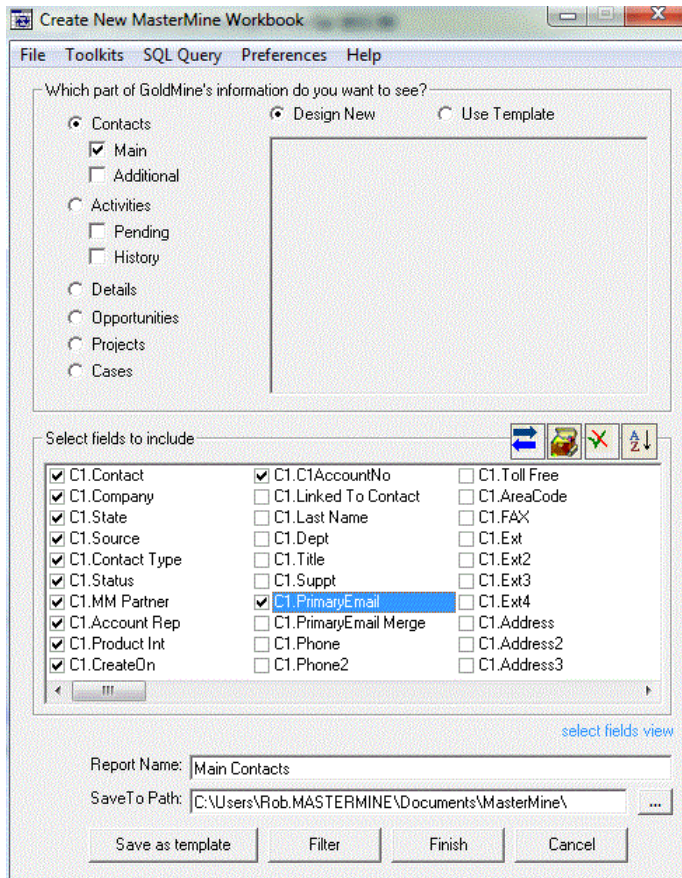 Create New MasterMine Workbook
File Toolkits SQL Query Preferences Help
Which part of GoldMine's information do you want to see?
Contacts Design New Use Template
Main
Additional
Activities
Pending
History
Details
Opportunities
Projects
Cases
Select fields to include
A Z
C1.Contact C1.C1AccountNo C1.Toll Free
C1.Company C1.Linked To Contact C1.AreaCode
C1.State C1.Last Name C1.FAX
C1.Source C1.Dept C1.Ext
C1.Contact Type C1.Title C1.Ext2
C1.Status C1.Suppt C1.Ext3
C1.MM Partner C1.PrimaryEmail C1.Ext4
C1.Account Rep C1.PrimaryEmail Merge C1.Address
C1.Product Int C1.Phone C1.Address2
C1.CreateOn C1.Phone2 C1.Address3
select fields view
Report Name: Main Contacts
SaveTo Path: C:\Users\Rob.MASTERMINE\Documents\MasterMine\ ...
Save as template Filter Finish Cancel